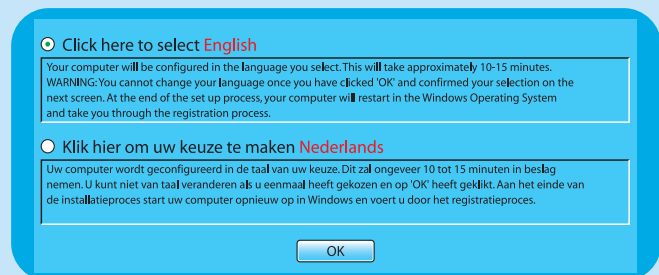 Click here to select English
Your computer will be configured in the language you select. This will take approximately 10-15 minutes.
WARNING: You cannot change your language once you have clicked 'OK' and confirmed your selection on the
next screen. At the end of the set up process, your computer will restart in the Windows Operating System
and take you through the registration process.
Klik hier om uw keuze te maken Nederlands
Uw computer wordt geconfigureerd in de taal van uw keuze. Dit zal ongeveer 10 tot 15 minuten in beslag
nemen. U kunt niet van taal veranderen als u eenmaal heeft gekozen en op 'OK' heeft geklikt. Aan het einde van
de installatieproces start uw computer opnieuw op in Windows en voert u door het registratieproces.
OK